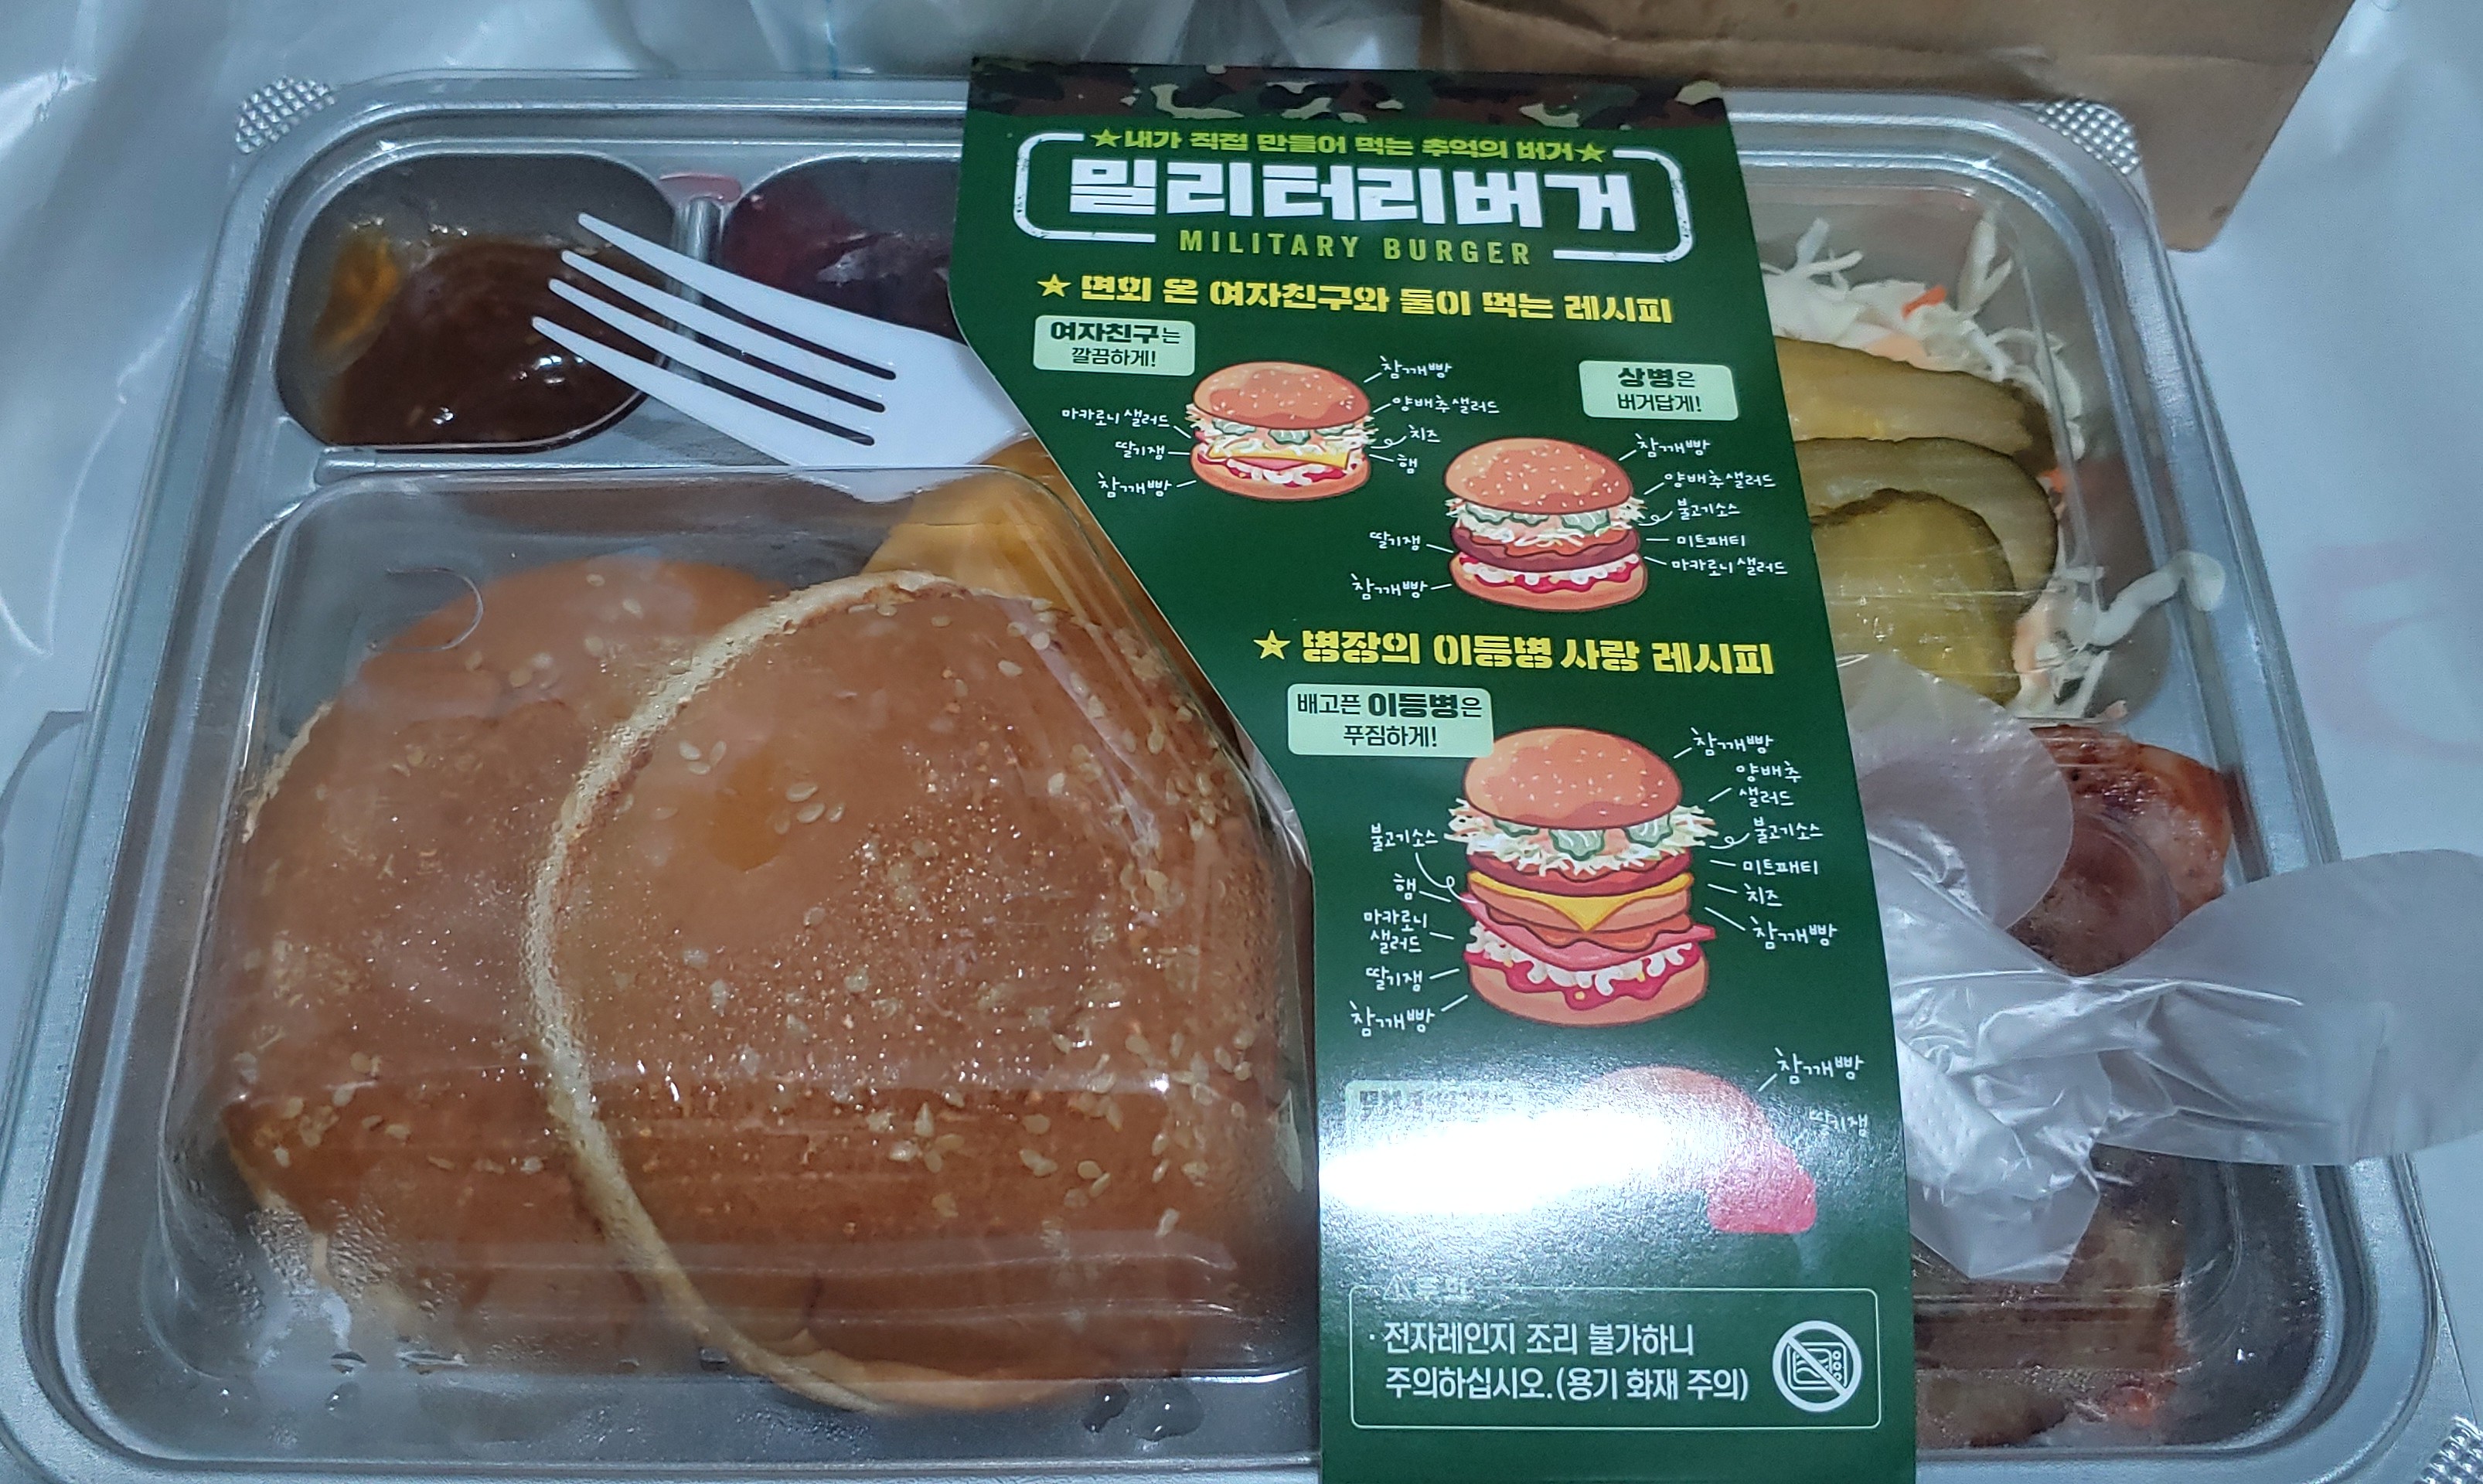 ★내가 직접 만들어 먹는 추억의 버거★
밀리터리버거
MILITARY BURGER
★ 면회 온 여자친구와 둘이 먹는 레시피
여자친구는
깔끔하게!
참깨빵
양배추샐러드
마카로니 샐러드
치즈
딸기잼
햄
참깨빵
상병은
버거답게!
참깨빵
양배추샐러드
불고기소스
딸기잼
미트패티
마카로니 샐러드
참깨빵
★ 병장의 이등병 사랑 레시피
배고픈 이등병은
푸짐하게!
참깨빵
양배추
샐러드
불고기소스
불고기소스
미트패티
햄
치즈
마카로니
샐러드
참깨빵
딸기잼
참깨빵
참깨빵
딸기잼
· 전자레인지 조리 불가하니
주의하십시오.(용기 화재 주의)